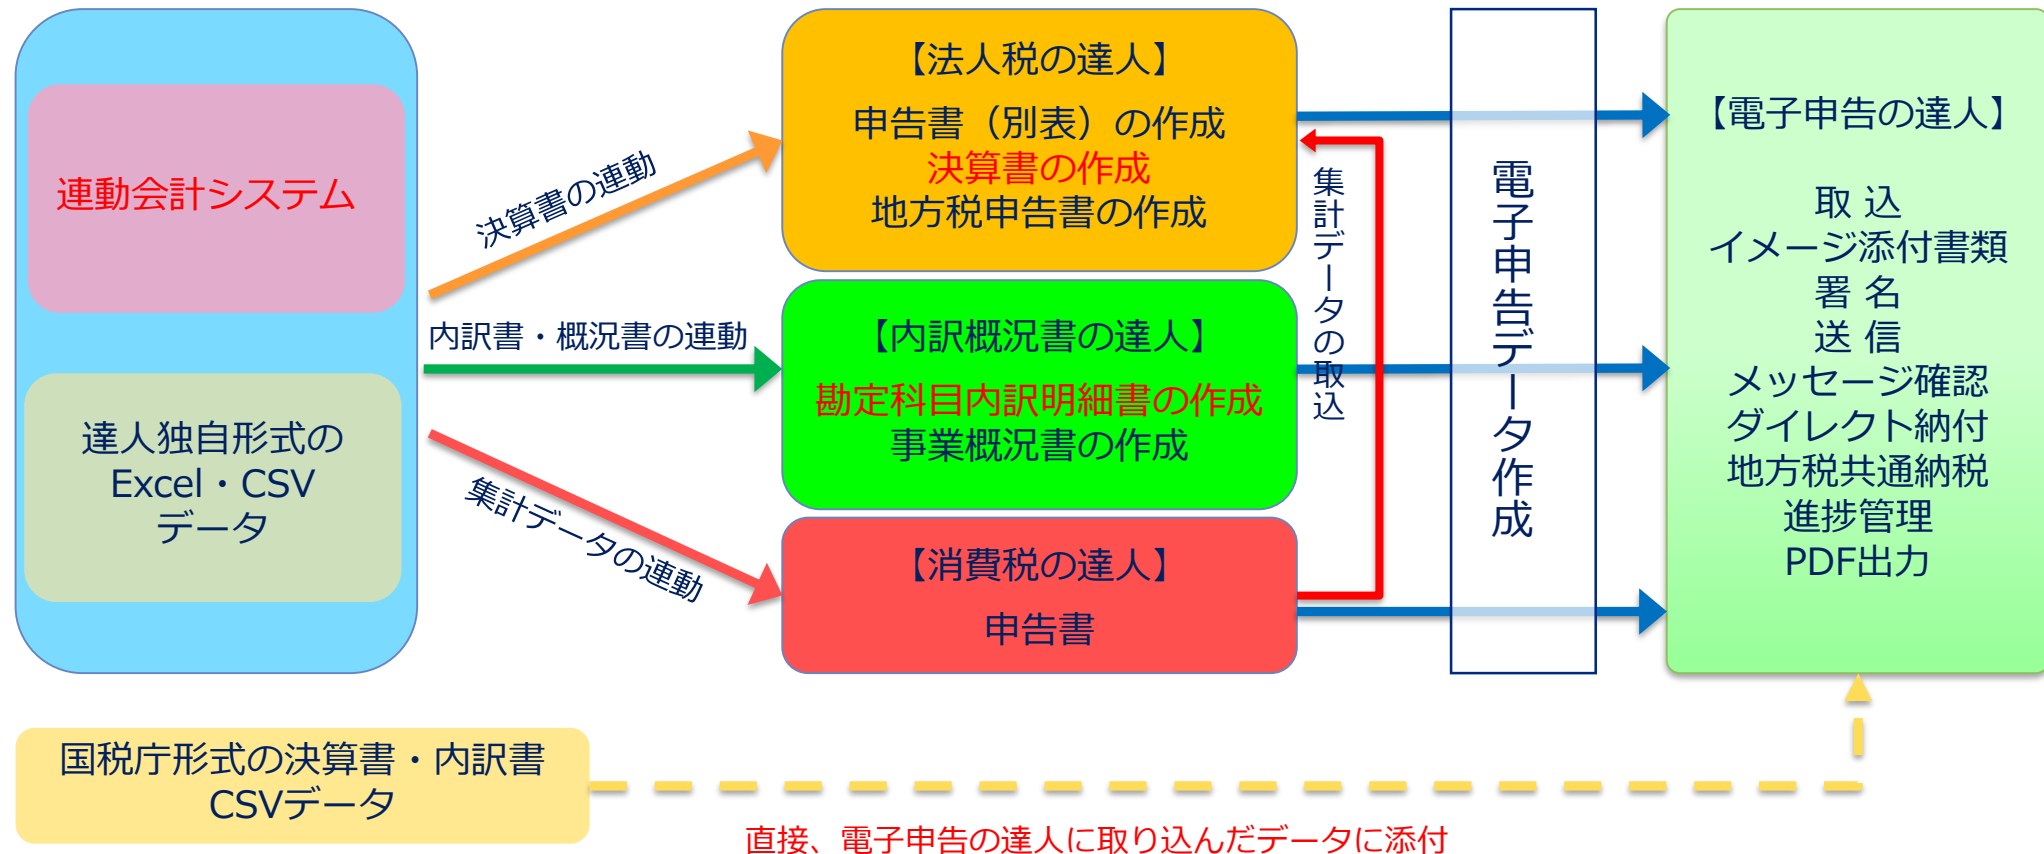 連動会計システム
達人独自形式の
Excel・CSV
データ
決算書の連動
内訳書・概況書の連動
集計データの連動
【法人税の達人】
申告書（別表）の作成
決算書の作成
地方税申告書の作成
【内訳概況書の達人】
勘定科目内訳明細書の作成
事業概況書の作成
【消費税の達人】
申告書
集計データの取込
電子申告データ作成
【電子申告の達人】
取 込
イメージ添付書類
署 名
送 信
メッセージ確認
ダイレクト納付
地方税共通納税
進捗管理
PDF出力
国税庁形式の決算書・内訳書
CSVデータ
直接、電子申告の達人に取り込んだデータに添付